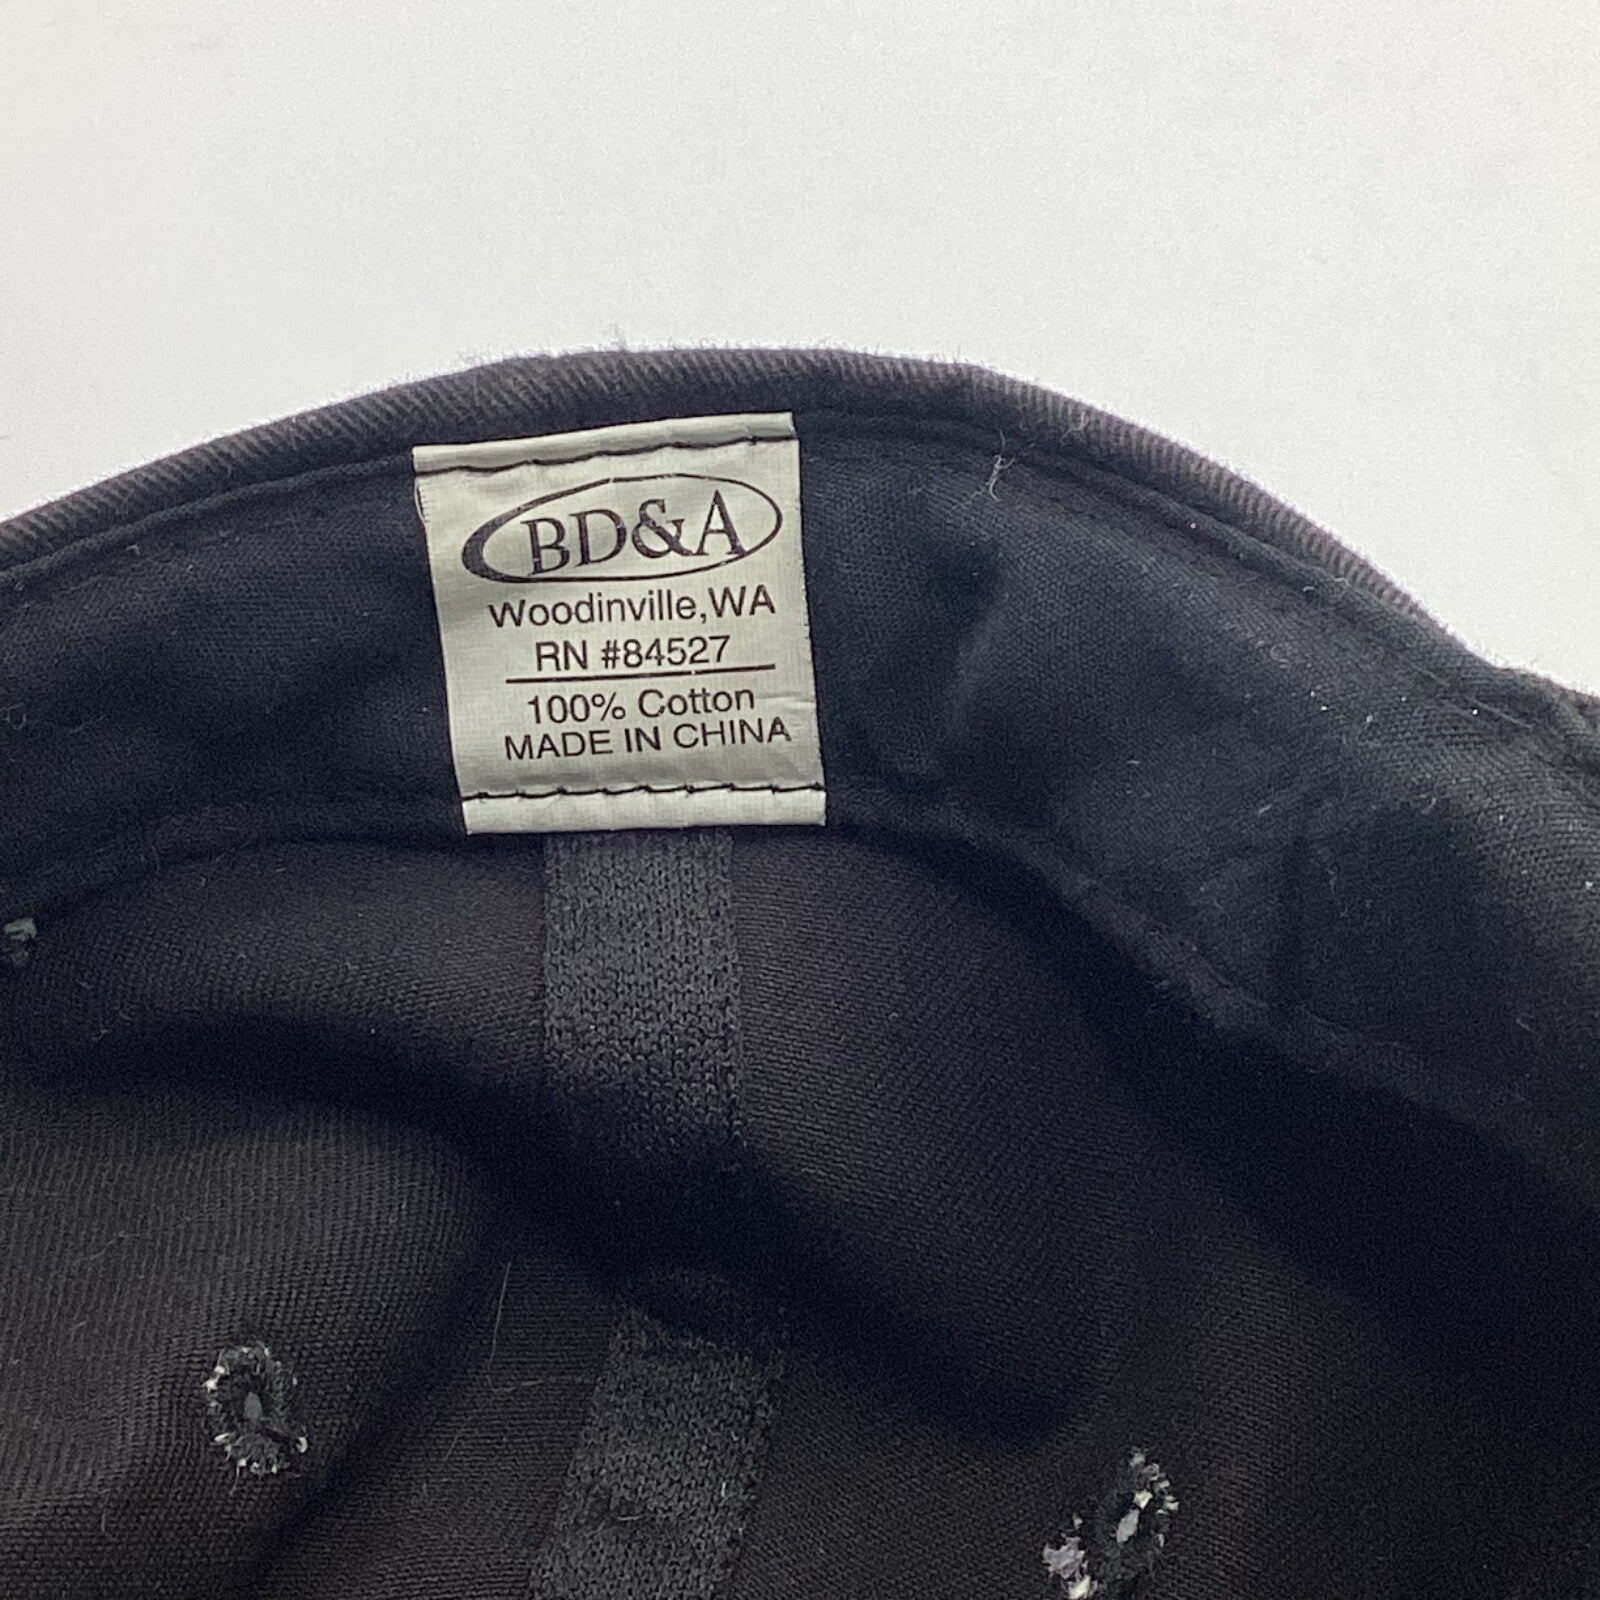 BD&A
Woodinville,WA
RN #84527
100% Cotton
MADE IN CHINA